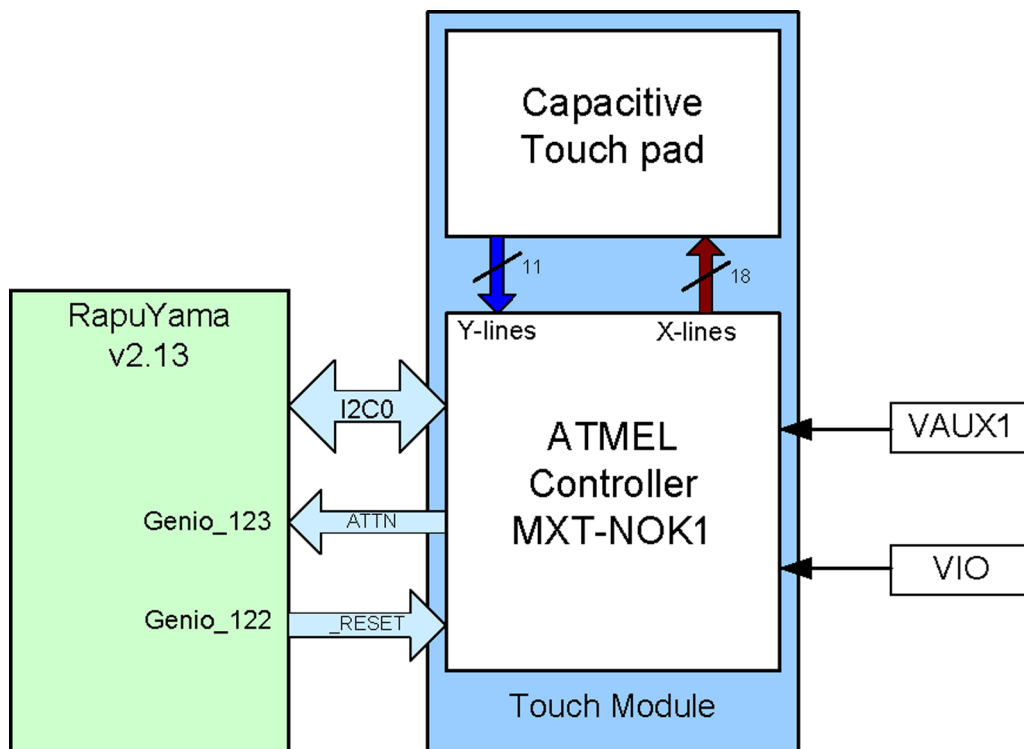 Capacitive
Touch pad
11
18
RapuYama
v2.13
Y-lines
X-lines
I2C0
VAUX1
ATMEL
Controller
MXT-NOK1
Genio_123
ATTN
VIO
Genio_122
_RESET
Touch Module